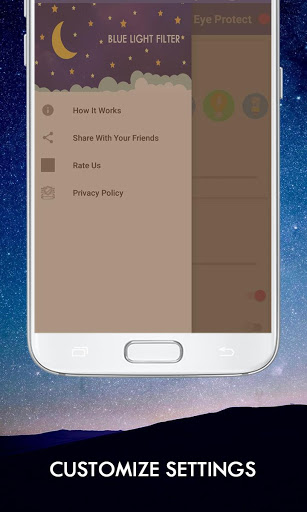 BLUE LIGHT FILTER
Eye Protect
How It Works
Share With Your Friends
Rate Us
Privacy Policy
CUSTOMIZE SETTINGS